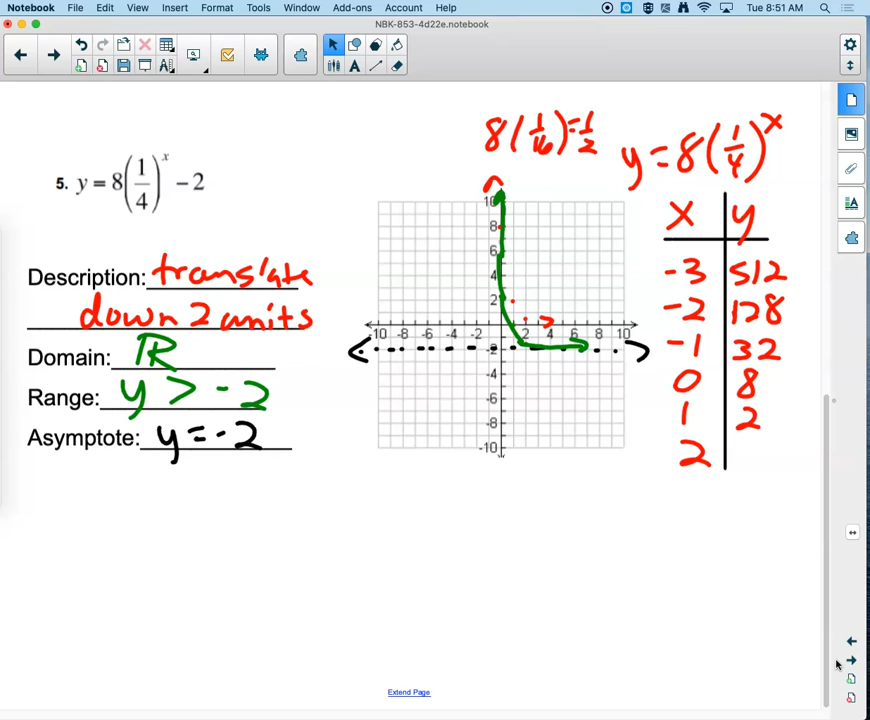 Notebook File Edit View Insert Format Tools Window Add-ons Account Help Tue 8:51 AM
NBK-853-4d22e.notebook
8(1/16)=1/2
y=8(1/4)^x
5. y = 8(1/4)^x − 2
x y
-3 512
-2 128
-1 32
0 8
1 2
2
Description: translate
down 2 units
Domain: ℝ
Range: y > -2
Asymptote: y = -2
10
8
6
4
2
-10 -8 -6 -4 -2 2 4 6 8 10
-2
-4
-6
-8
-10
Extend Page